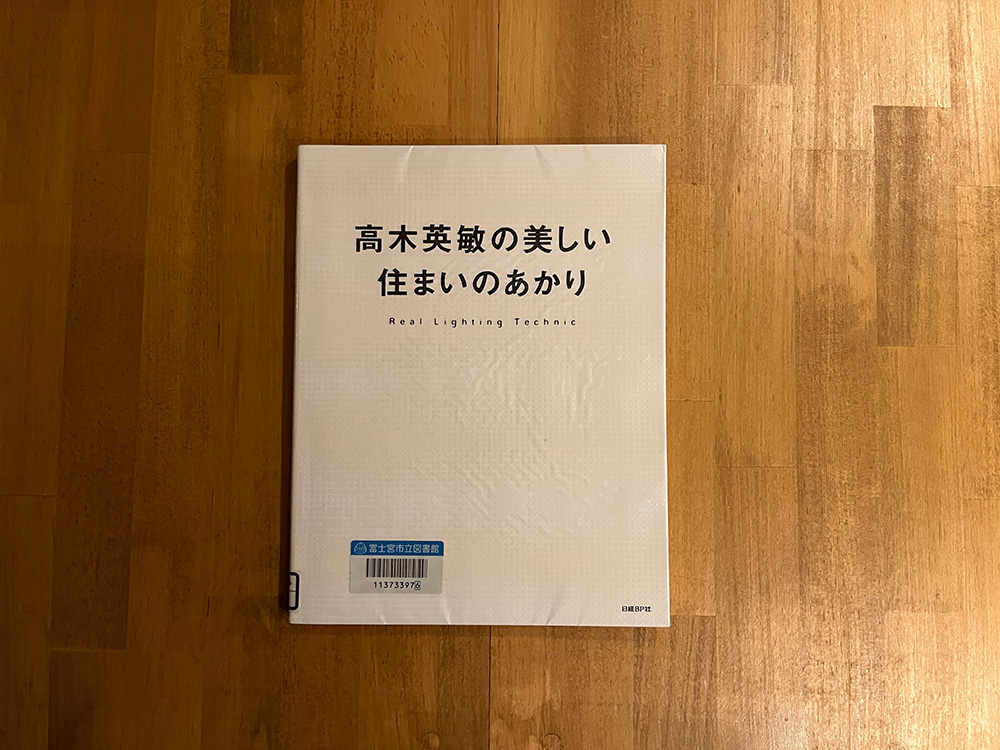 高木英敏の美しい
住まいのあかり
Real Lighting Technic
富士宮市立図書館
113733976
日経BP社